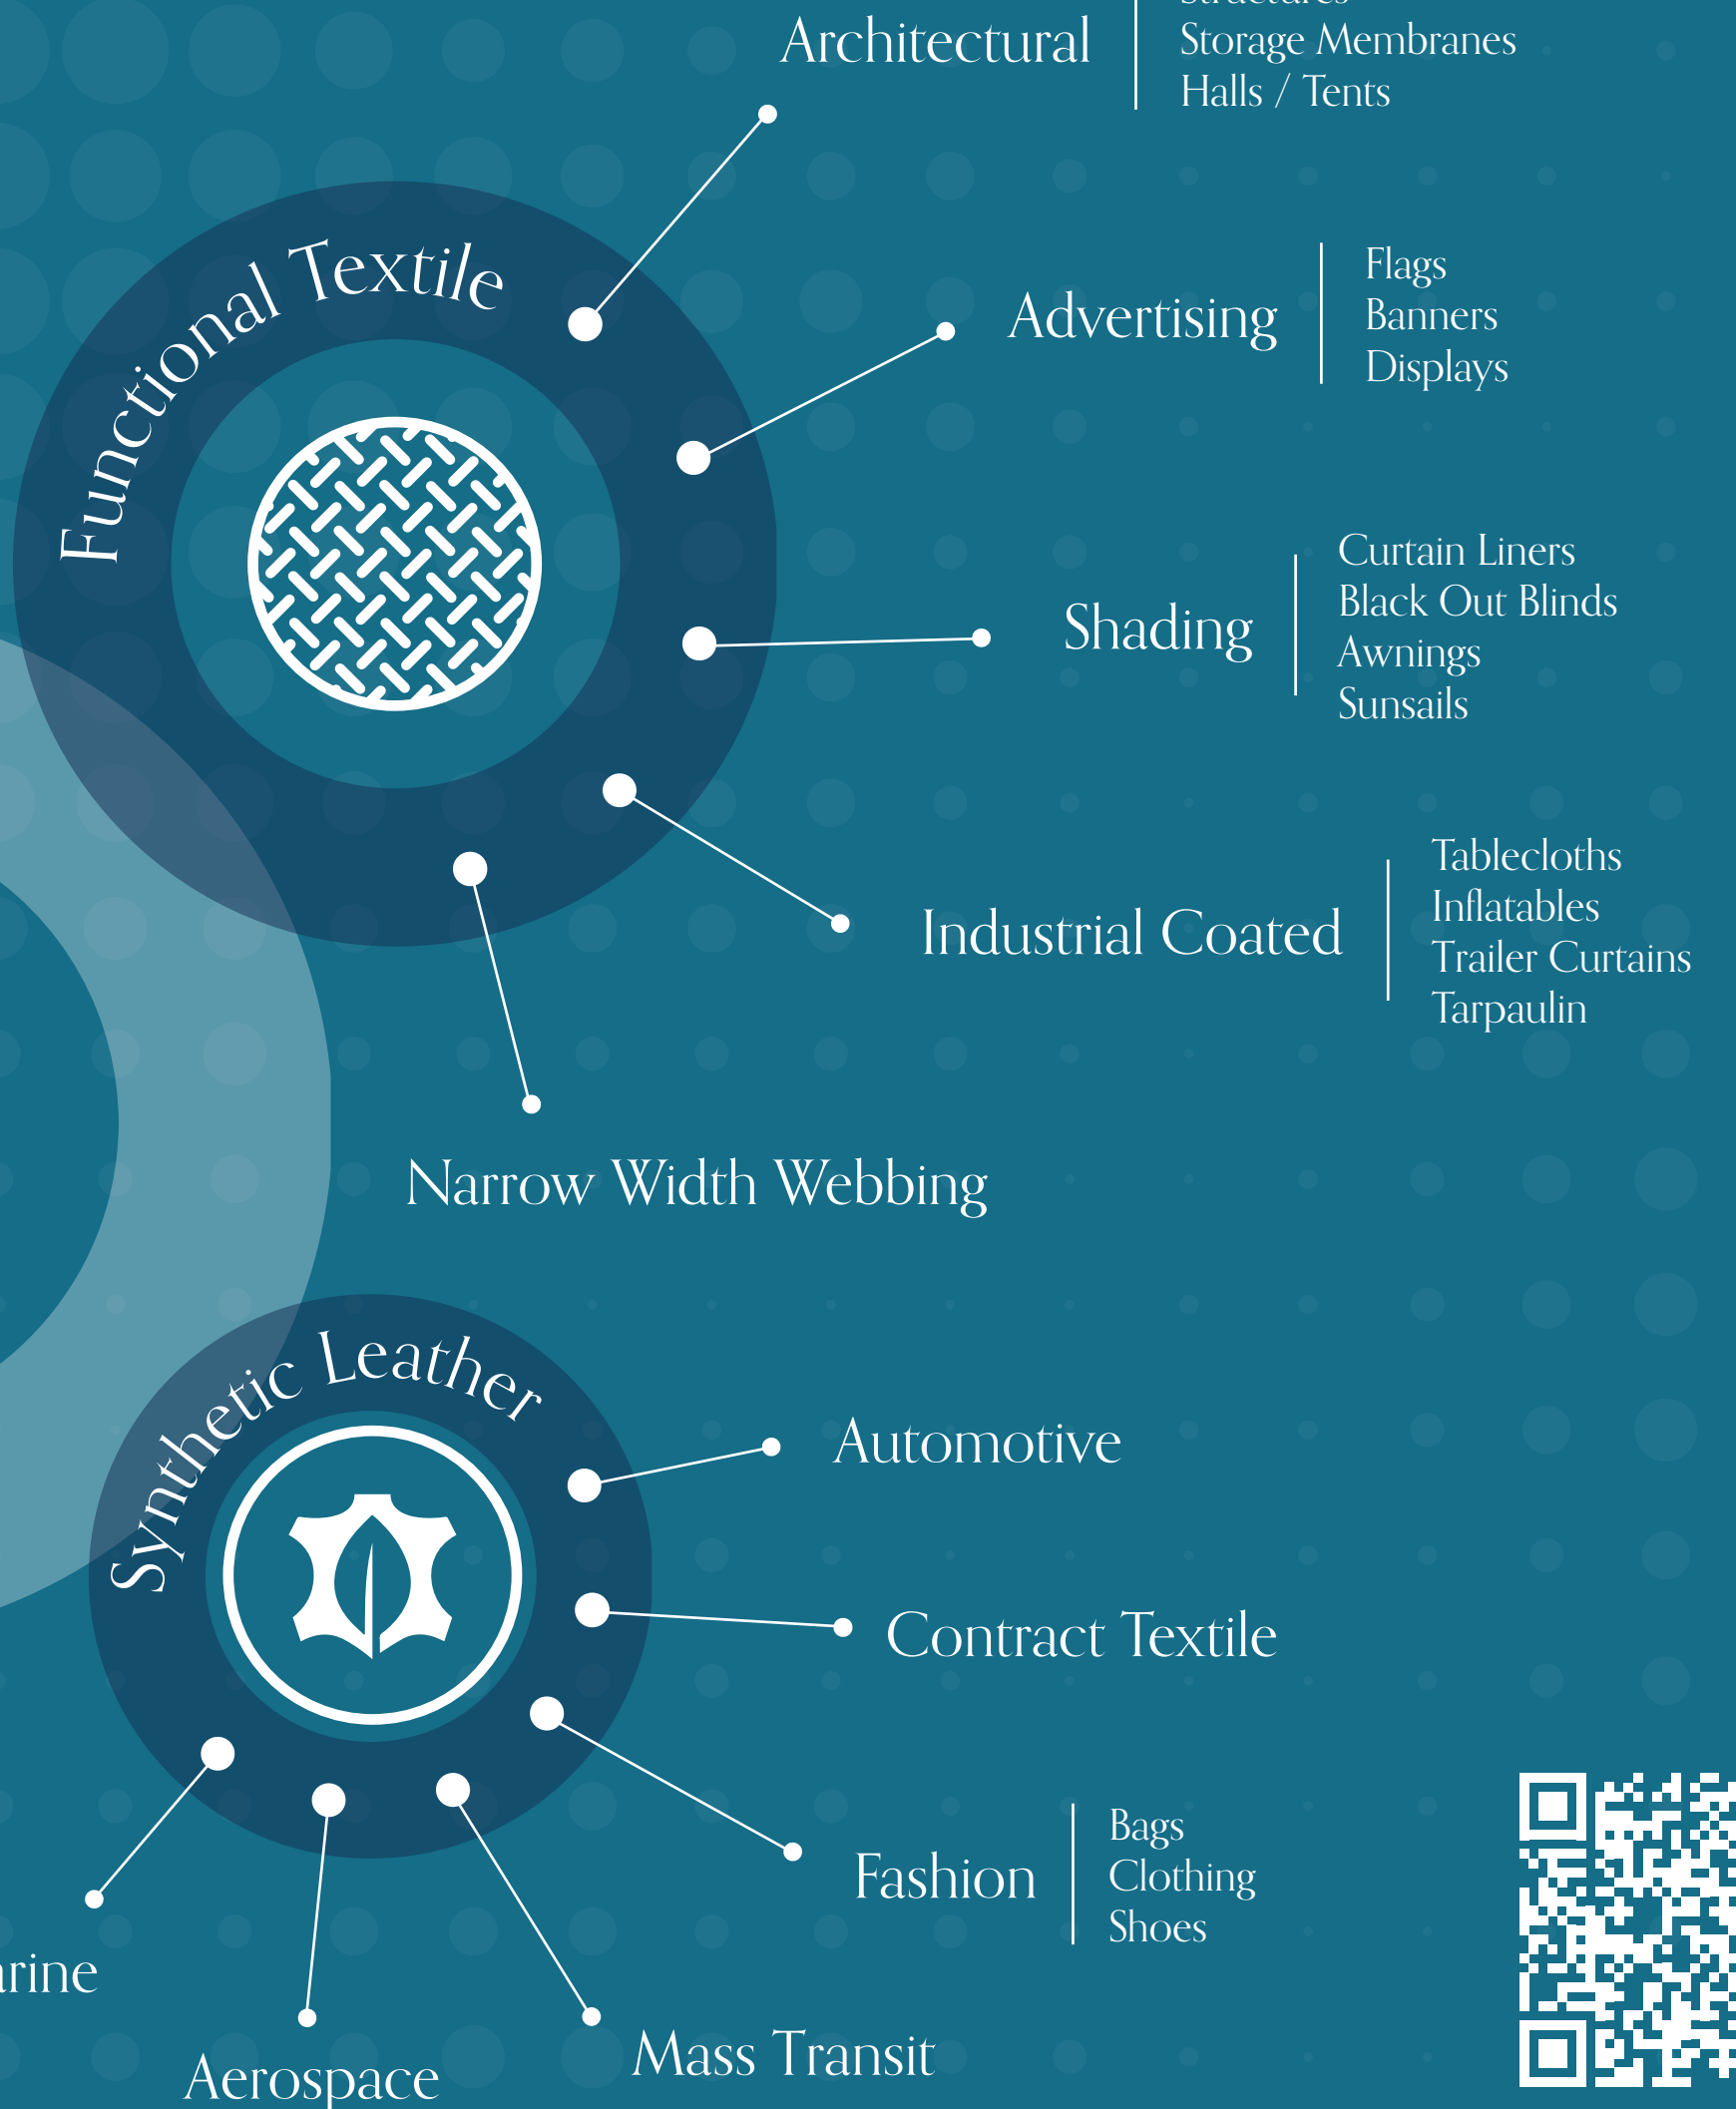 Architectural
Storage Membranes
Halls / Tents
Functional Textile
Advertising
Flags
Banners
Displays
Shading
Curtain Liners
Black Out Blinds
Awnings
Sunsails
Industrial Coated
Tablecloths
Inflatables
Trailer Curtains
Tarpaulin
Narrow Width Webbing
Synthetic Leather
Automotive
Contract Textile
Fashion
Bags
Clothing
Shoes
Mass Transit
Aerospace